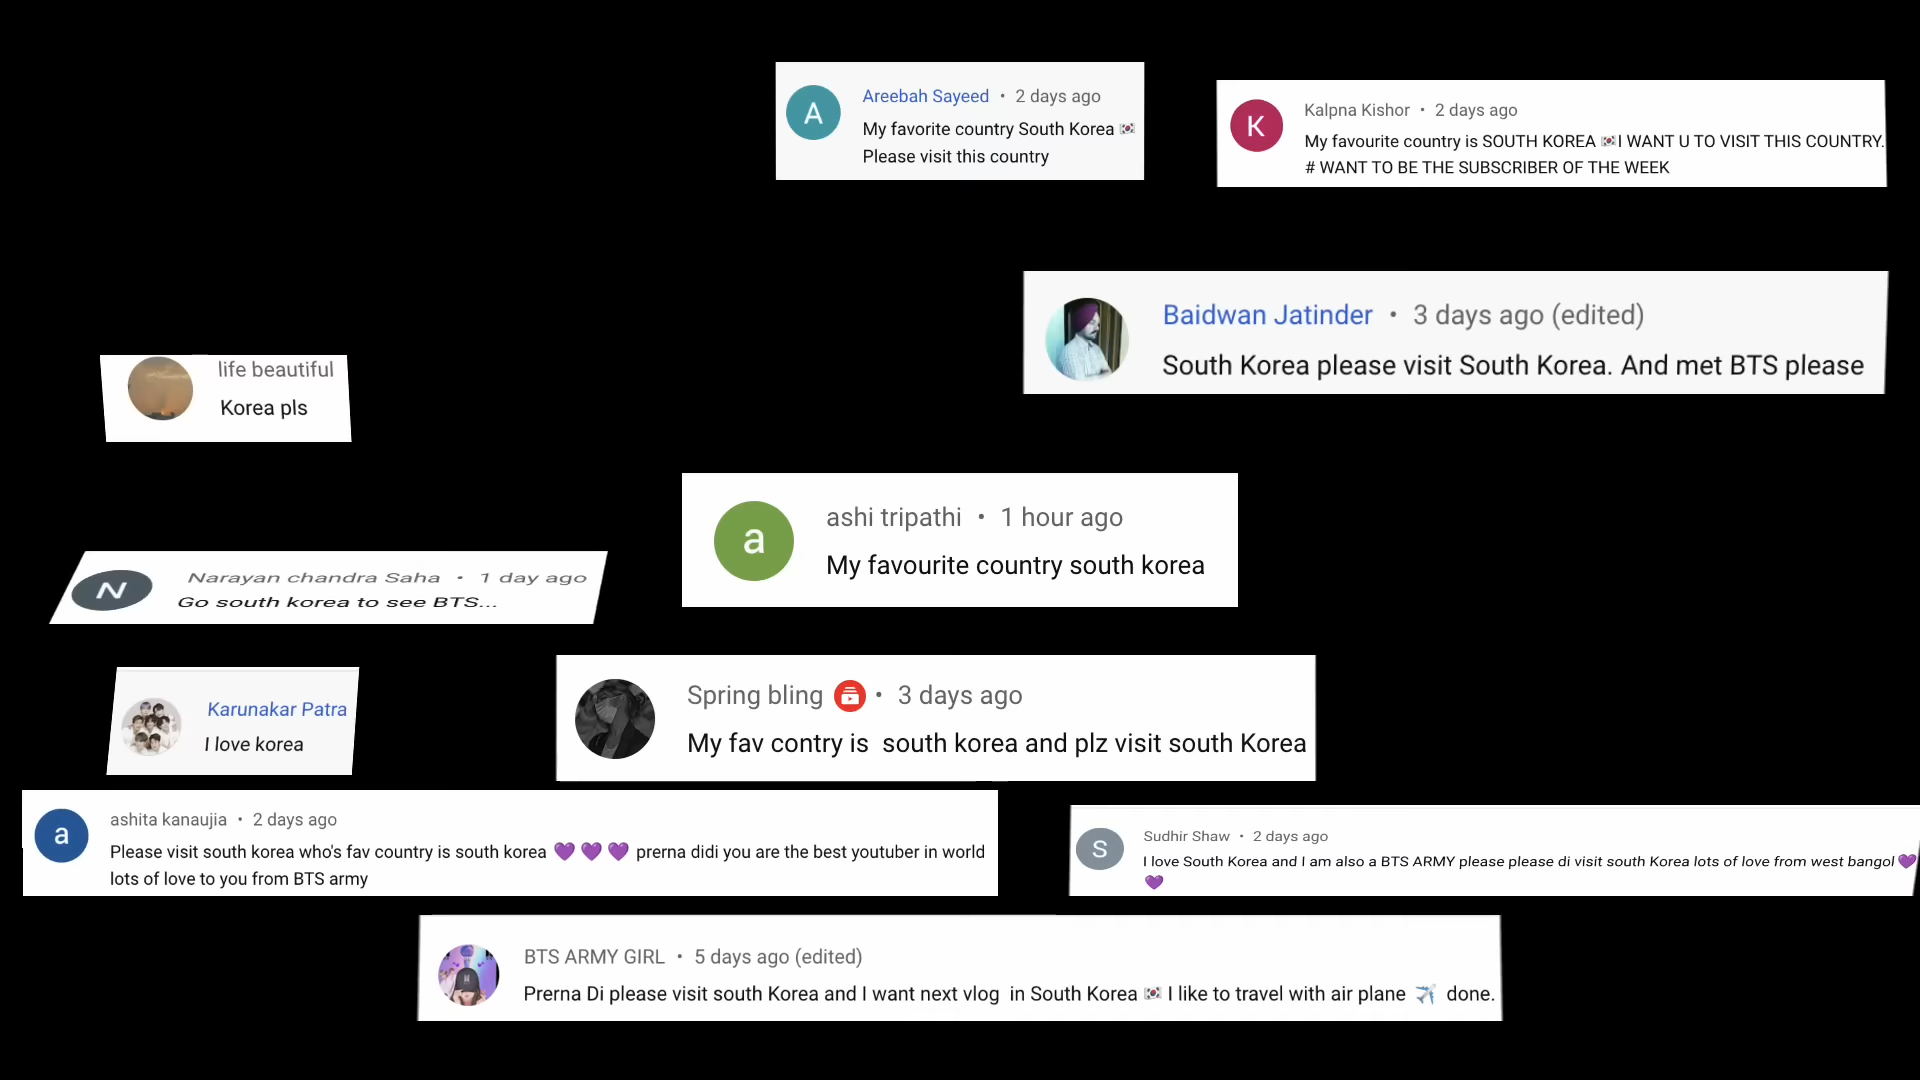 A
Areebah Sayeed • 2 days ago
My favorite country South Korea 🇰🇷
Please visit this country
K
Kalpna Kishor • 2 days ago
My favourite country is SOUTH KOREA 🇰🇷I WANT U TO VISIT THIS COUNTRY.
# WANT TO BE THE SUBSCRIBER OF THE WEEK
Baidwan Jatinder • 3 days ago (edited)
South Korea please visit South Korea. And met BTS please
life beautiful
Korea pls
a
ashi tripathi • 1 hour ago
My favourite country south korea
N
Narayan chandra Saha • 1 day ago
Go south korea to see BTS...
Karunakar Patra
I love korea
Spring bling • 3 days ago
My fav contry is south korea and plz visit south Korea
a
ashita kanaujia • 2 days ago
Please visit south korea who's fav country is south korea 💜 💜 💜 prerna didi you are the best youtuber in world
lots of love to you from BTS army
S
Sudhir Shaw • 2 days ago
I love South Korea and I am also a BTS ARMY please please di visit south Korea lots of love from west bangol 💜
💜
BTS ARMY GIRL • 5 days ago (edited)
Prerna Di please visit south Korea and I want next vlog in South Korea 🇰🇷 I like to travel with air plane ✈️ done.